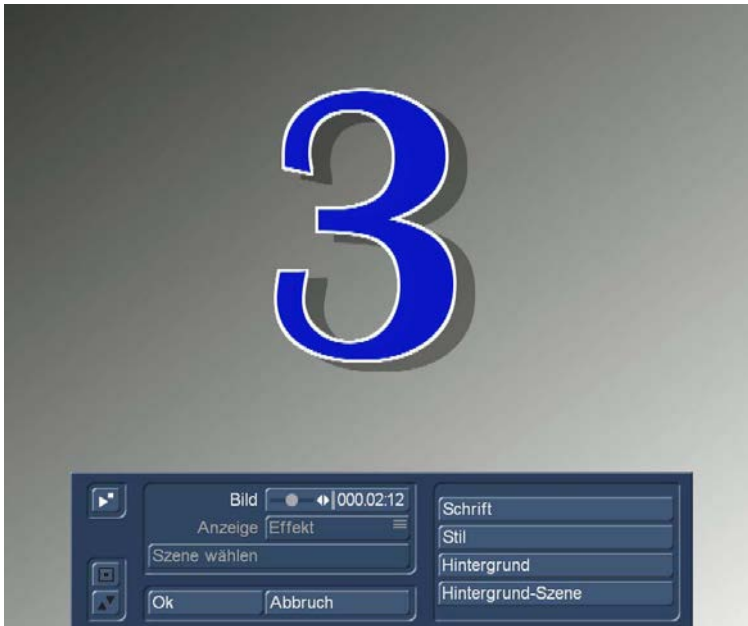 3
Bild 000.02:12
Anzeige Effekt
Szene wählen
Ok Abbruch
Schrift
Stil
Hintergrund
Hintergrund-Szene